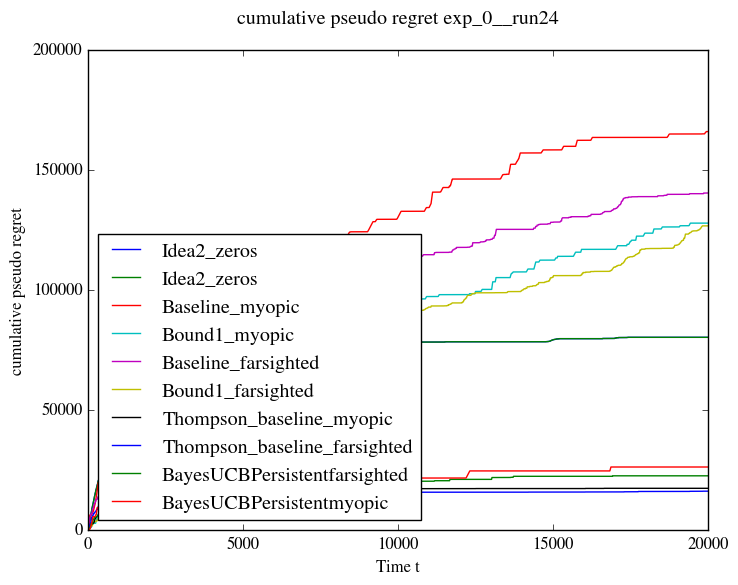 cumulative pseudo regret exp_0__run24
200000
150000
100000
50000
0
cumulative pseudo regret
Idea2_zeros
Idea2_zeros
Baseline_myopic
Bound1_myopic
Baseline_farsighted
Bound1_farsighted
Thompson_baseline_myopic
Thompson_baseline_farsighted
BayesUCBPersistentfarsighted
BayesUCBPersistentmyopic
0 5000 10000 15000 20000
Time t